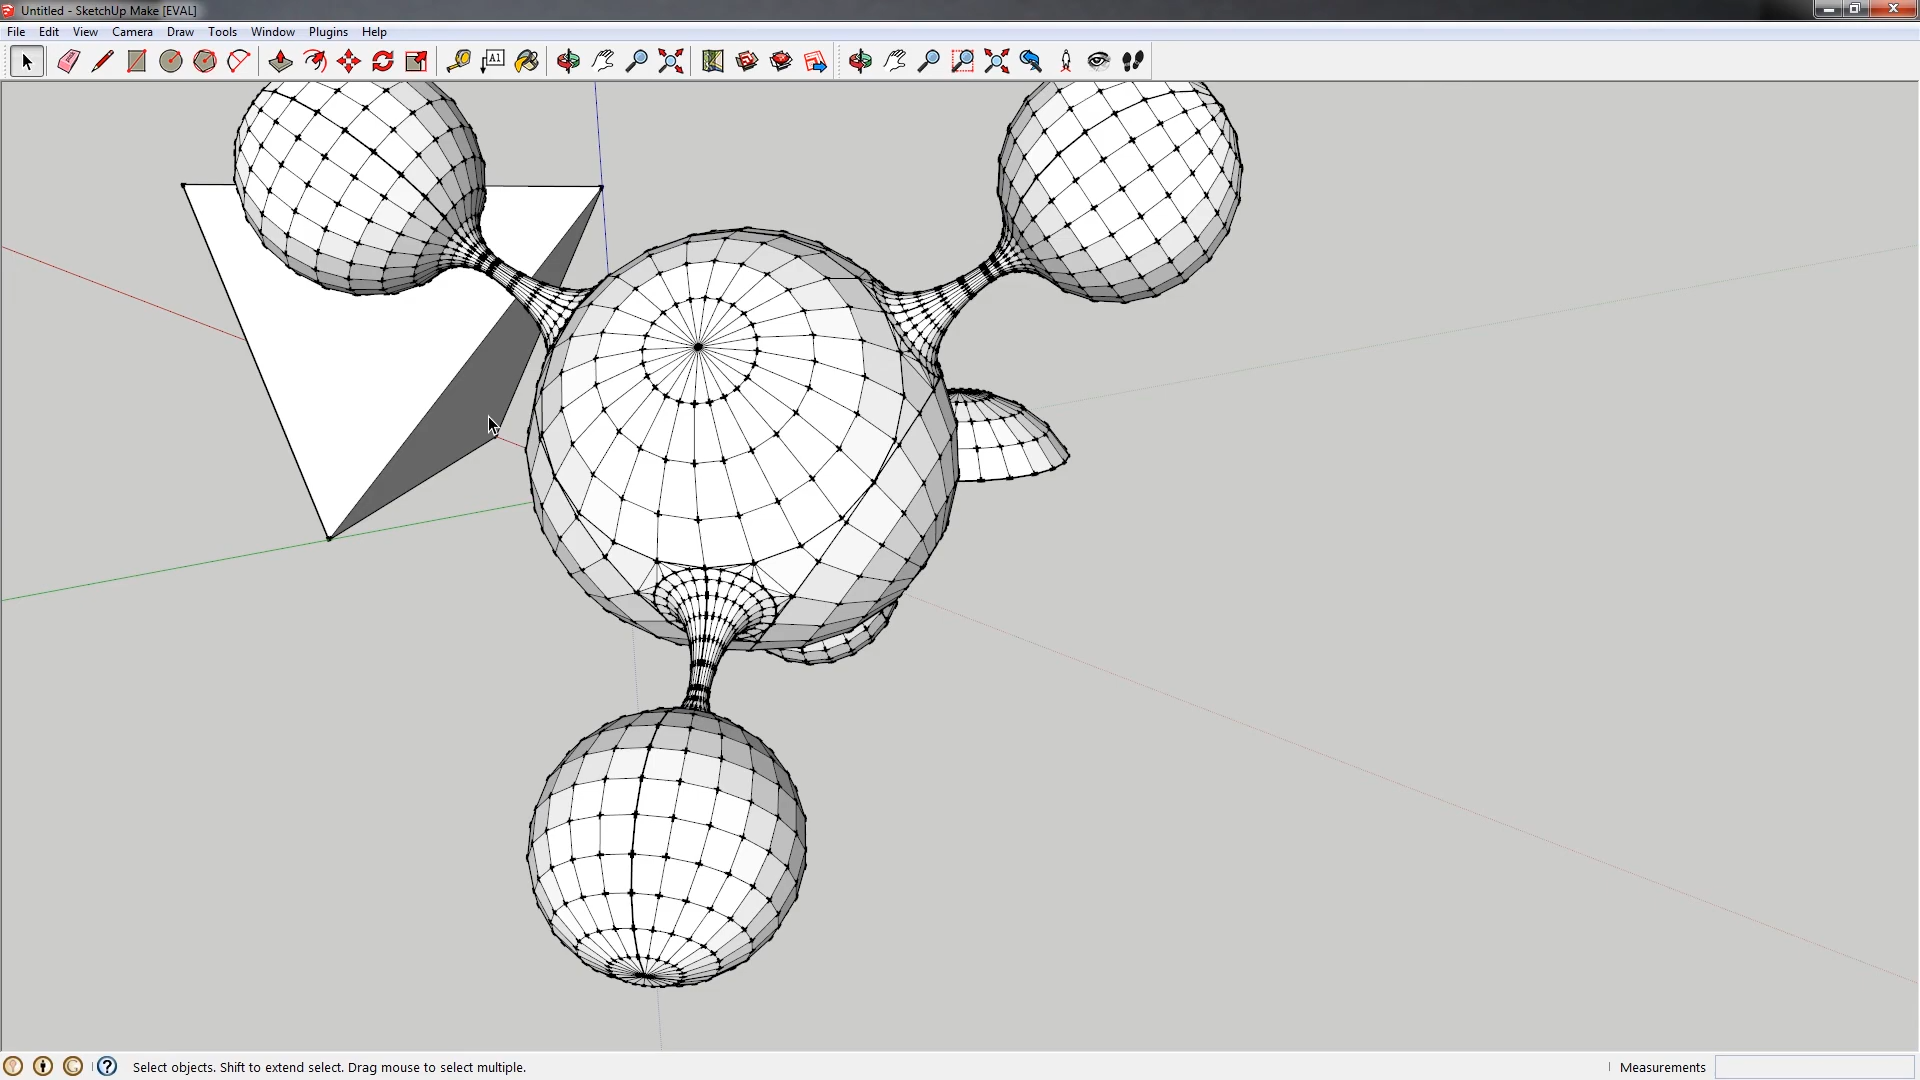 Untitled - SketchUp Make [EVAL]
File Edit View Camera Draw Tools Window Plugins Help
A1
Select objects. Shift to extend select. Drag mouse to select multiple.
Measurements